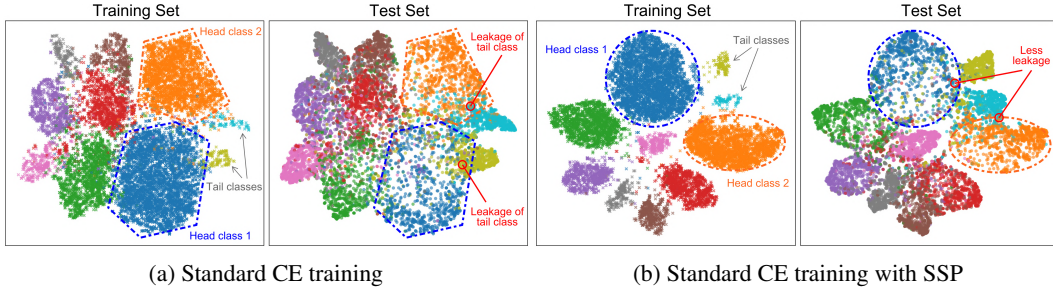 Training Set
Test Set
Training Set
Test Set
Head class 2
Leakage of
tail class
Tail classes
Head class 1
Leakage of
tail class
Head class 1
Tail classes
Head class 2
Less
leakage
(a) Standard CE training
(b) Standard CE training with SSP